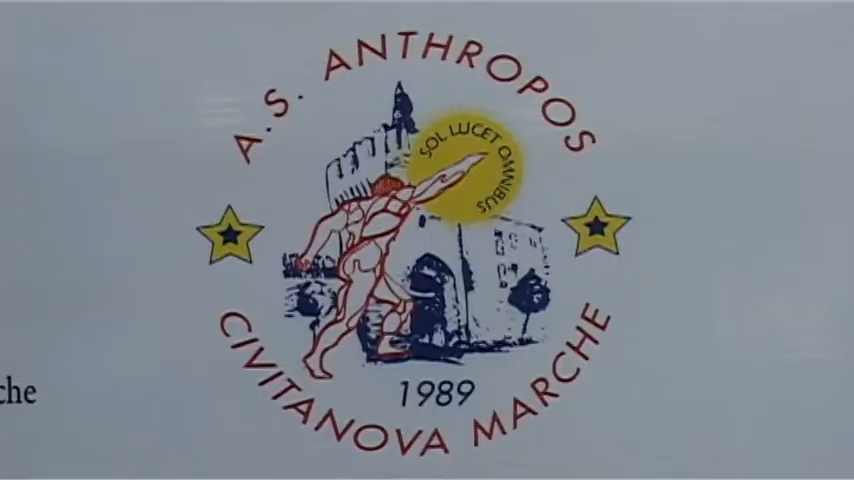 A.S. ANTHROPOS
SOL LUCET OMNIBUS
che
1989
CIVITANOVA MARCHE